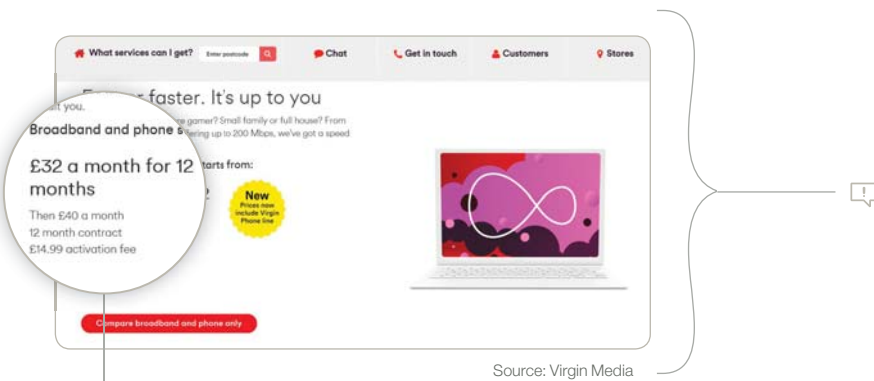 What services can I get?
Enter postcode
Chat
Get in touch
Customers
Stores
faster. It's up to you
you.
gamer? Small family or full house? From
ering up to 200 Mbps, we've got a speed
Broadband and phone s
tarts from:
£32 a month for 12
months
Then £40 a month
12 month contract
£14.99 activation fee
New
Prices now
include Virgin
Phone line
Compare broadband and phone only
Source: Virgin Media